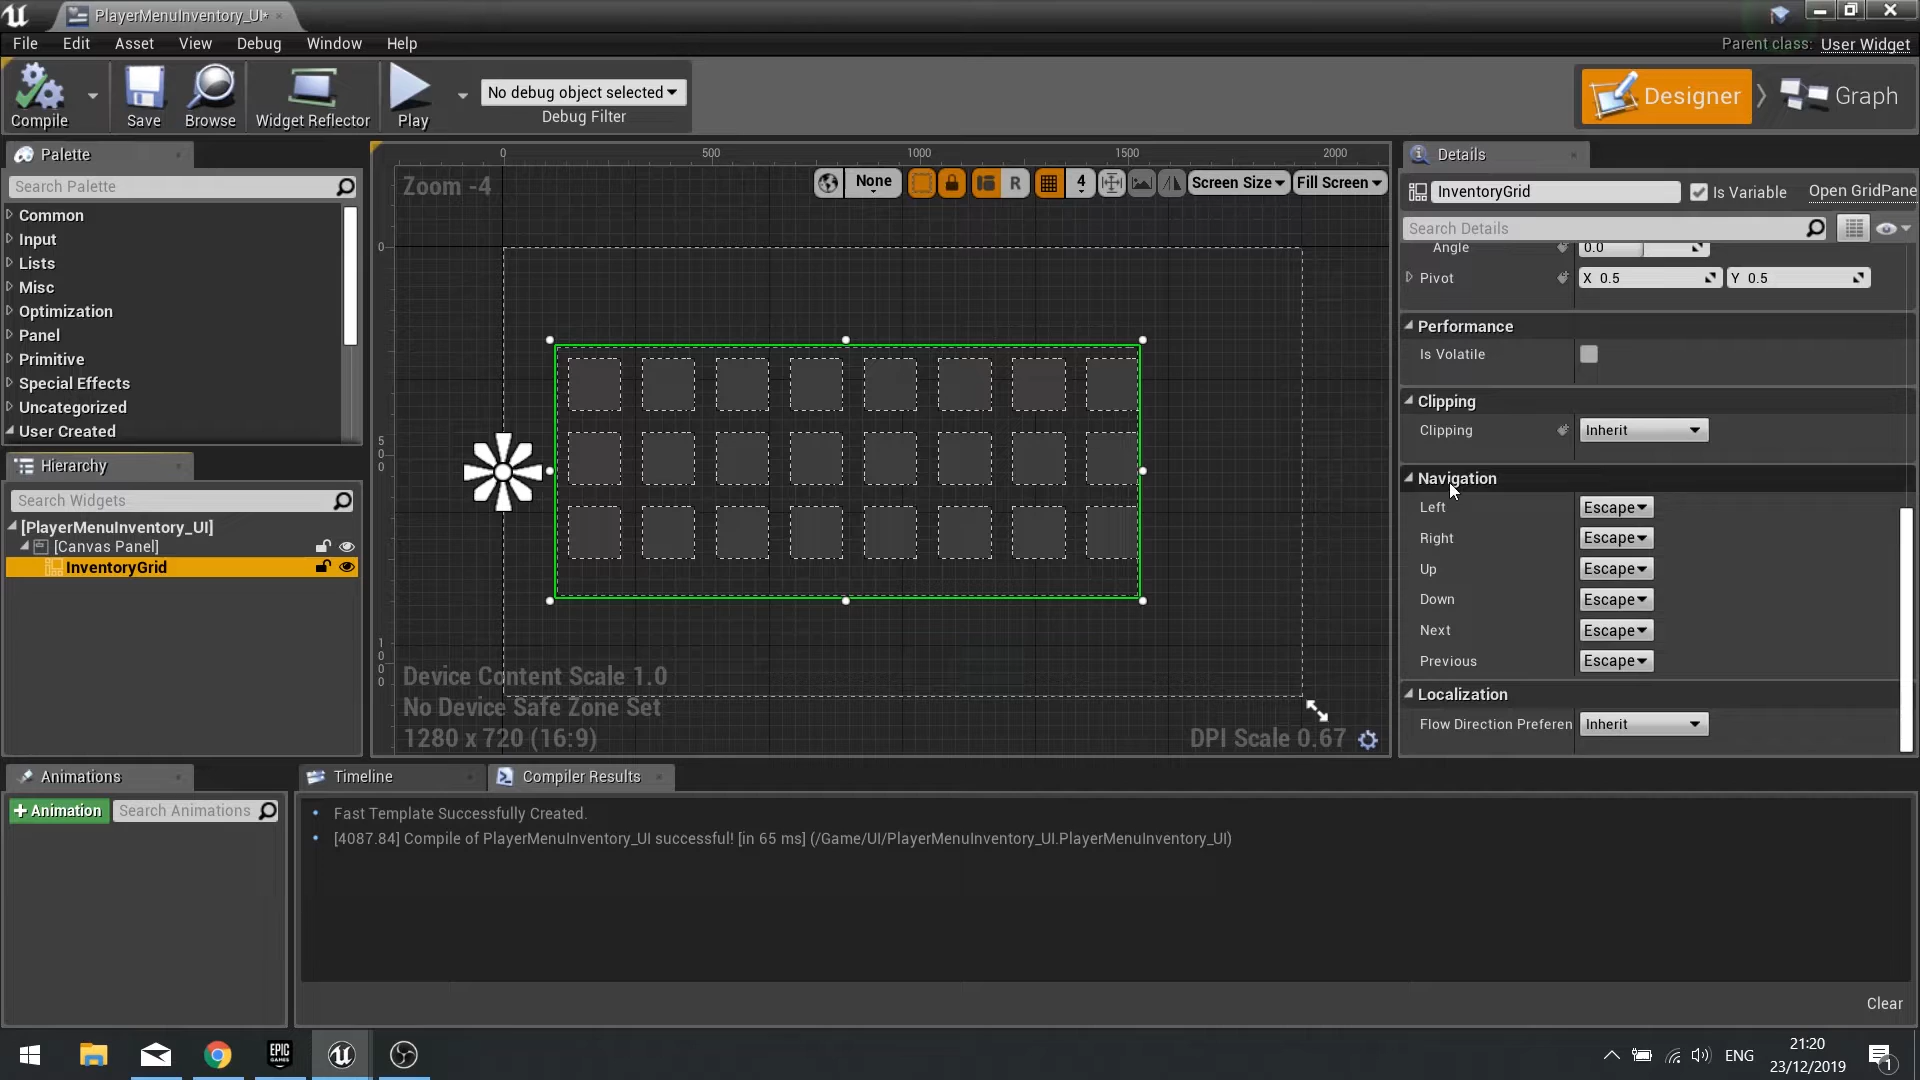 PlayerMenuInventory_UI*
File Edit Asset View Debug Window Help
Parent class: User Widget
Compile
Save
Browse
Widget Reflector
Play
No debug object selected
Debug Filter
Designer
Graph
Palette
Search Palette
Common
Input
Lists
Misc
Optimization
Panel
Primitive
Special Effects
Uncategorized
User Created
Hierarchy
Search Widgets
[PlayerMenuInventory_UI]
[Canvas Panel]
InventoryGrid
0 500 1000 1500 2000
Zoom -4
None
R
4
Screen Size
Fill Screen
0
5
0
0
1
0
0
0
Device Content Scale 1.0
No Device Safe Zone Set
1280 x 720 (16:9)
DPI Scale 0.67
Details
InventoryGrid
Is Variable
Open GridPane
Search Details
Angle 0.0
Pivot X 0.5 Y 0.5
Performance
Is Volatile
Clipping
Clipping Inherit
Navigation
Left Escape
Right Escape
Up Escape
Down Escape
Next Escape
Previous Escape
Localization
Flow Direction Preferen Inherit
Animations
+ Animation
Search Animations
Timeline
Compiler Results
Fast Template Successfully Created.
[4087.84] Compile of PlayerMenuInventory_UI successful! [in 65 ms] (/Game/UI/PlayerMenuInventory_UI.PlayerMenuInventory_UI)
Clear
EPIC
GAMES
ENG
21:20
23/12/2019
1